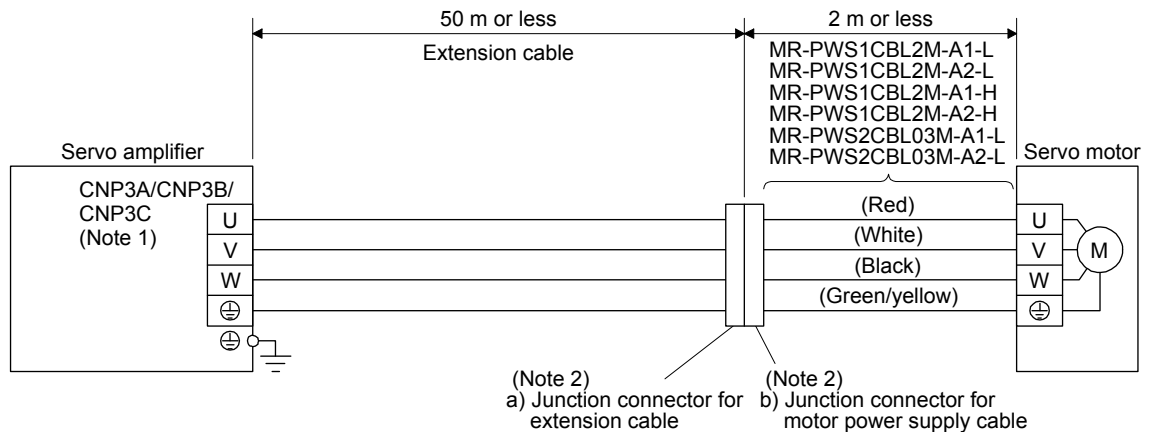 50 m or less
2 m or less
Extension cable
MR-PWS1CBL2M-A1-L
MR-PWS1CBL2M-A2-L
MR-PWS1CBL2M-A1-H
MR-PWS1CBL2M-A2-H
MR-PWS2CBL03M-A1-L
MR-PWS2CBL03M-A2-L
Servo amplifier
Servo motor
CNP3A/CNP3B/
CNP3C
(Note 1)
U
V
W
(Red)
(White)
(Black)
(Green/yellow)
U
V
W
M
(Note 2)
a) Junction connector for
extension cable
(Note 2)
b) Junction connector for
motor power supply cable